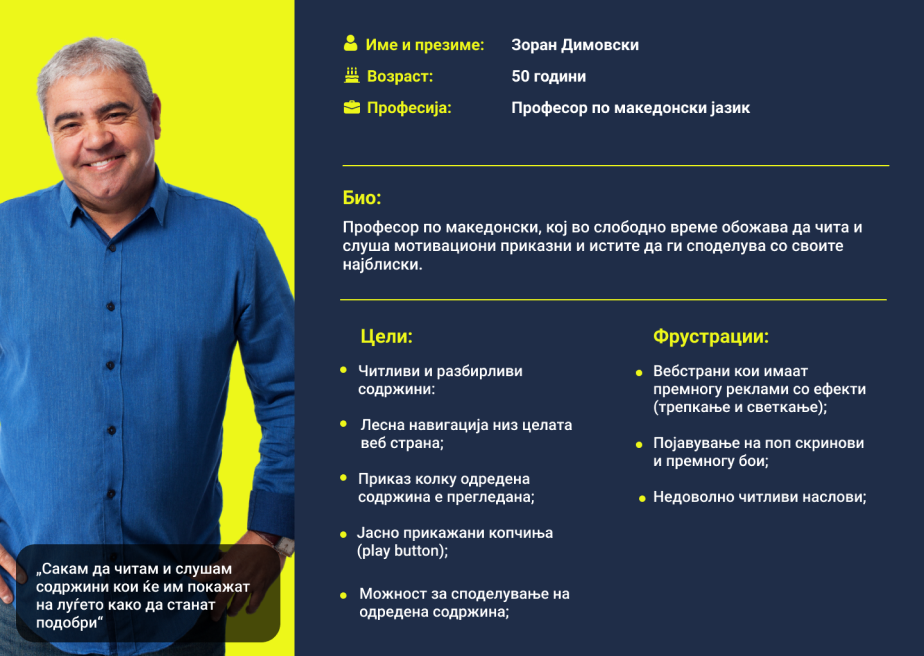 Име и презиме: Зоран Димовски
Возраст: 50 години
Професија: Професор по македонски јазик
Био:
Професор по македонски, кој во слободно време обожава да чита и
слуша мотивациони приказни и истите да ги споделува со своите
најблиски.
Цели:
Читливи и разбирливи
содржини:
Лесна навигација низ целата
веб страна;
Приказ колку одредена
содржина е прегледана;
Јасно прикажани копчиња
(play button);
Можност за споделување на
одредена содржина;
Фрустрации:
Вебстрани кои имаат
премногу реклами со ефекти
(трепкање и светкање);
Појавување на поп скринови
и премногу бои;
Недоволно читливи наслови;
„Сакам да читам и слушам
содржини кои ќе им покажат
на луѓето како да станат
подобри“